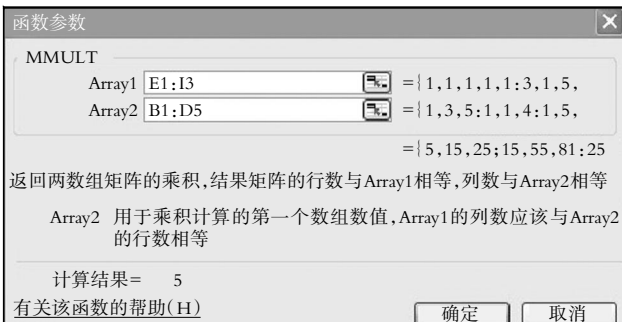 函数参数
MMULT
Array1 E1:I3 ={1,1,1,1,1:3,1,5,
Array2 B1:D5 ={1,3,5:1,1,4:1,5,
={5,15,25;15,55,81:25
返回两数组矩阵的乘积,结果矩阵的行数与Array1相等,列数与Array2相等
Array2 用于乘积计算的第一个数组数值,Array1的列数应该与Array2
的行数相等
计算结果= 5
有关该函数的帮助(H)
确定 取消